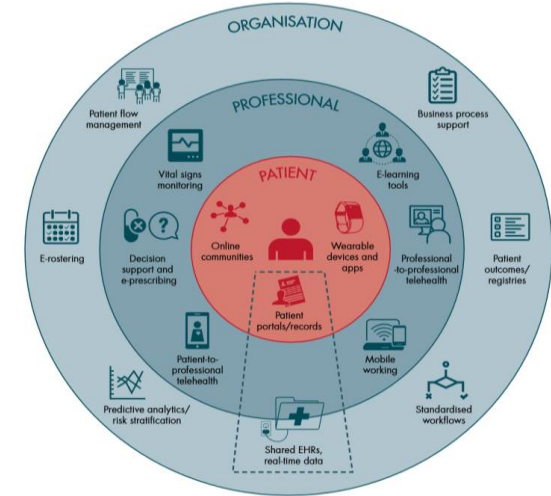 ORGANISATION
Patient flow
management
Business process
support
PROFESSIONAL
Vital signs
monitoring
E-learning
tools
PATIENT
E-rostering
Decision
support and
e-prescribing
Online
communities
Wearable
devices and
apps
Professional
-to-professional
telehealth
Patient
outcomes/
registries
Patient
portals/records
Patient-to-
professional
telehealth
Mobile
working
Predictive analytics/
risk stratification
Standardised
workflows
Shared EHRs,
real-time data